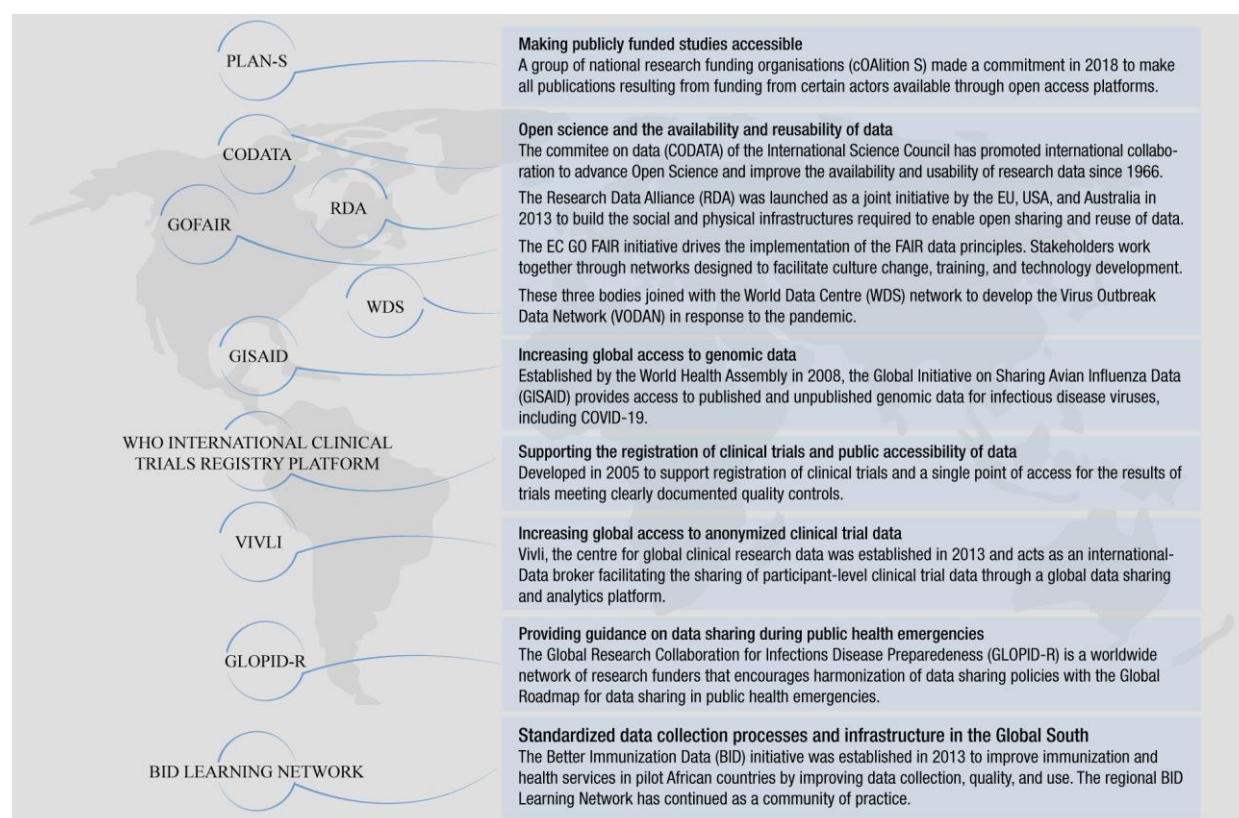 PLAN-S
Making publicly funded studies accessible
A group of national research funding organisations (cOAlition S) made a commitment in 2018 to make
all publications resulting from funding from certain actors available through open access platforms.
CODATA
Open science and the availability and reusability of data
The commitee on data (CODATA) of the International Science Council has promoted international collabo-
ration to advance Open Science and improve the availability and usability of research data since 1966.
RDA
The Research Data Alliance (RDA) was launched as a joint initiative by the EU, USA, and Australia in
2013 to build the social and physical infrastructures required to enable open sharing and reuse of data.
GOFAIR
The EC GO FAIR initiative drives the implementation of the FAIR data principles. Stakeholders work
together through networks designed to facilitate culture change, training, and technology development.
WDS
These three bodies joined with the World Data Centre (WDS) network to develop the Virus Outbreak
Data Network (VODAN) in response to the pandemic.
GISAID
Increasing global access to genomic data
Established by the World Health Assembly in 2008, the Global Initiative on Sharing Avian Influenza Data
(GISAID) provides access to published and unpublished genomic data for infectious disease viruses,
including COVID-19.
WHO INTERNATIONAL CLINICAL
TRIALS REGISTRY PLATFORM
Supporting the registration of clinical trials and public accessibility of data
Developed in 2005 to support registration of clinical trials and a single point of access for the results of
trials meeting clearly documented quality controls.
VIVLI
Increasing global access to anonymized clinical trial data
Vivli, the centre for global clinical research data was established in 2013 and acts as an international-
Data broker facilitating the sharing of participant-level clinical trial data through a global data sharing
and analytics platform.
GLOPID-R
Providing guidance on data sharing during public health emergencies
The Global Research Collaboration for Infections Disease Preparedeness (GLOPID-R) is a worldwide
network of research funders that encourages harmonization of data sharing policies with the Global
Roadmap for data sharing in public health emergencies.
BID LEARNING NETWORK
Standardized data collection processes and infrastructure in the Global South
The Better Immunization Data (BID) initiative was established in 2013 to improve immunization and
health services in pilot African countries by improving data collection, quality, and use. The regional BID
Learning Network has continued as a community of practice.